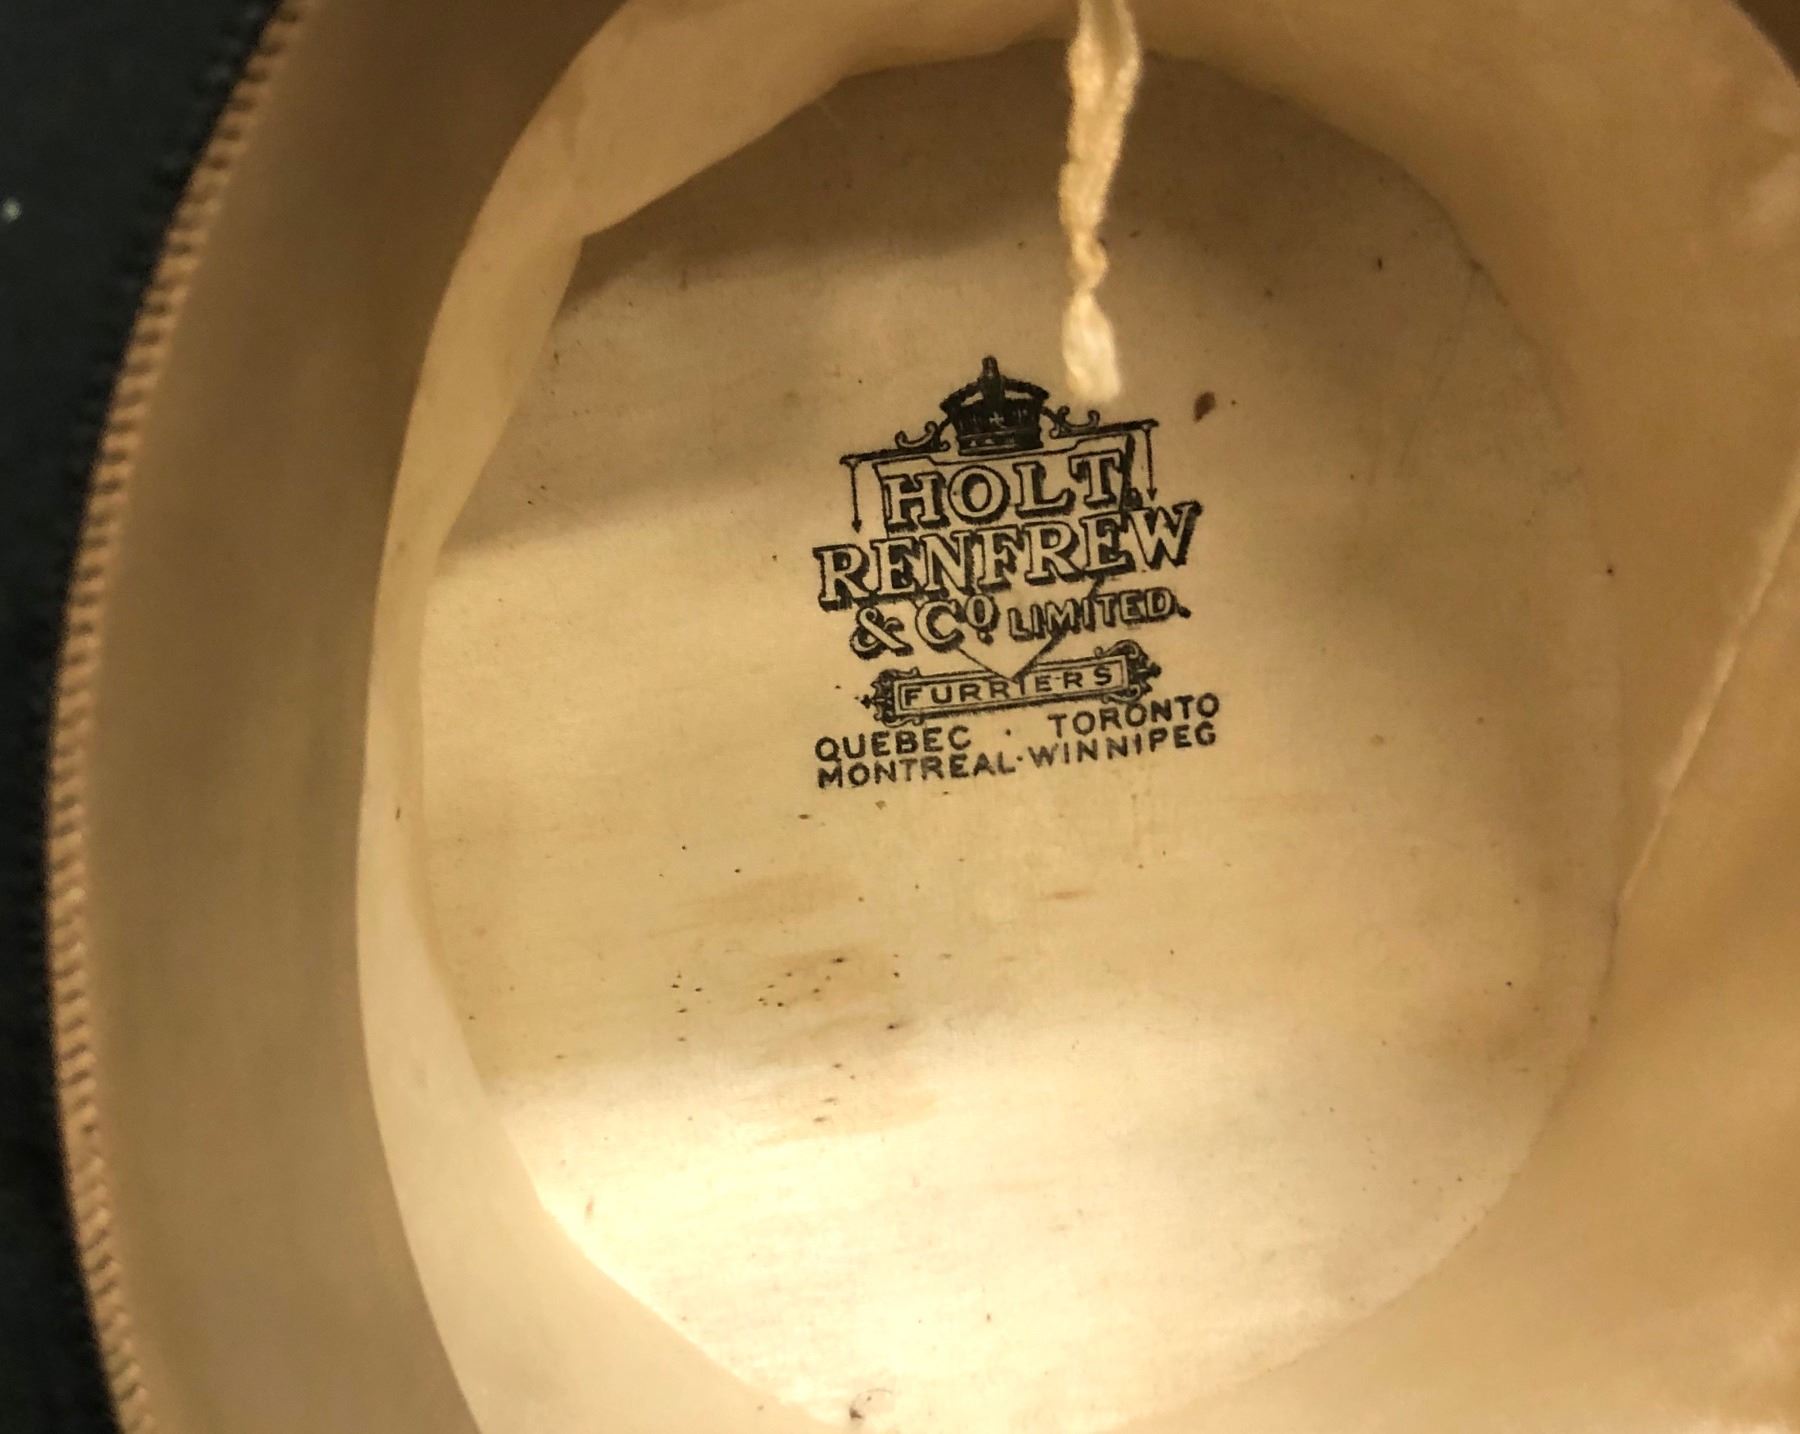 HOLT,
RENFREW
& Co. LIMITED.
FURRIERS
QUEBEC · TORONTO
MONTREAL·WINNIPEG